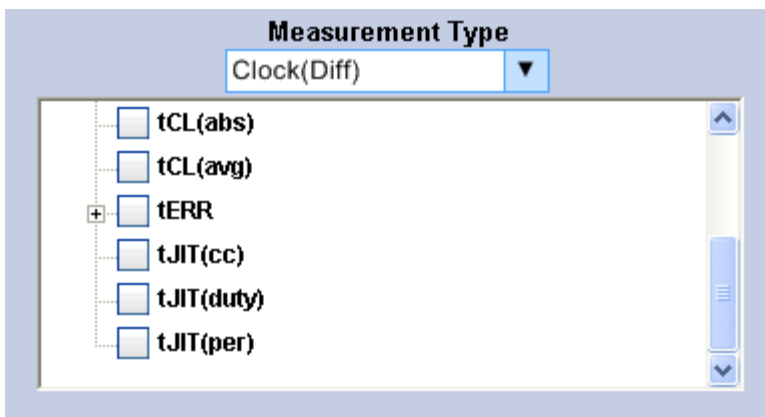 Measurement Type
Clock(Diff)
tCL(abs)
tCL(avg)
tERR
tJIT(cc)
tJIT(duty)
tJIT(per)